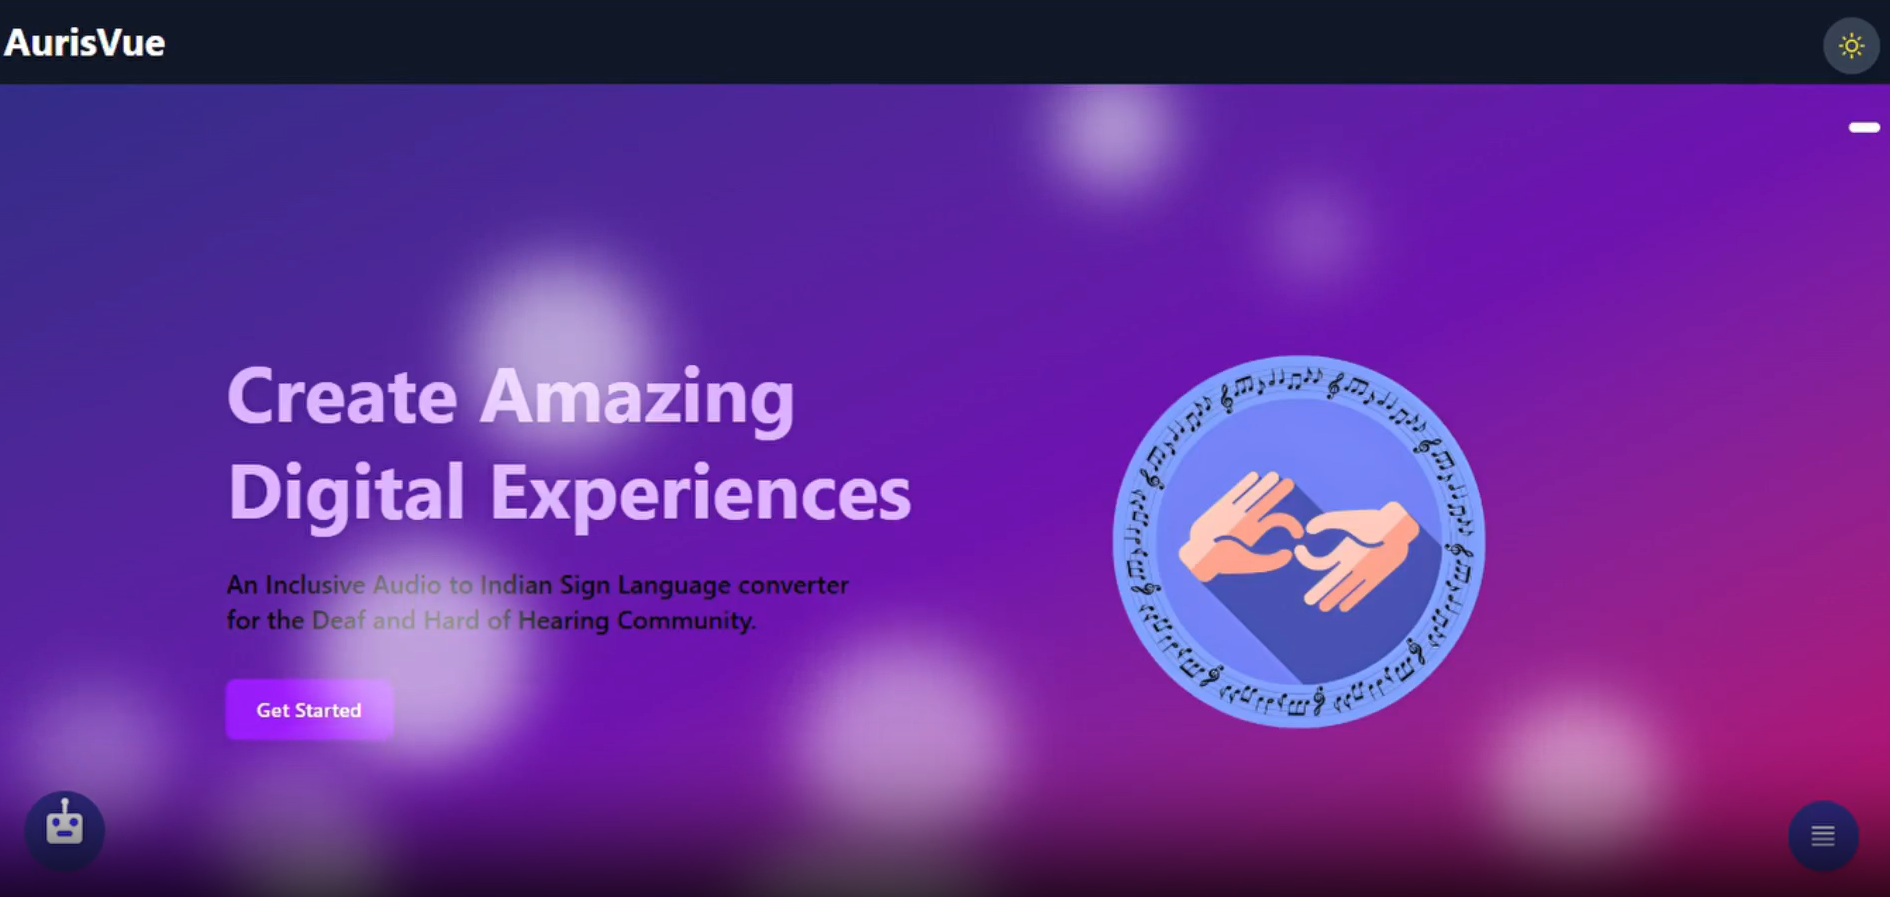 AurisVue
Create Amazing
Digital Experiences
An Inclusive Audio to Indian Sign Language converter
for the Deaf and Hard of Hearing Community.
Get Started